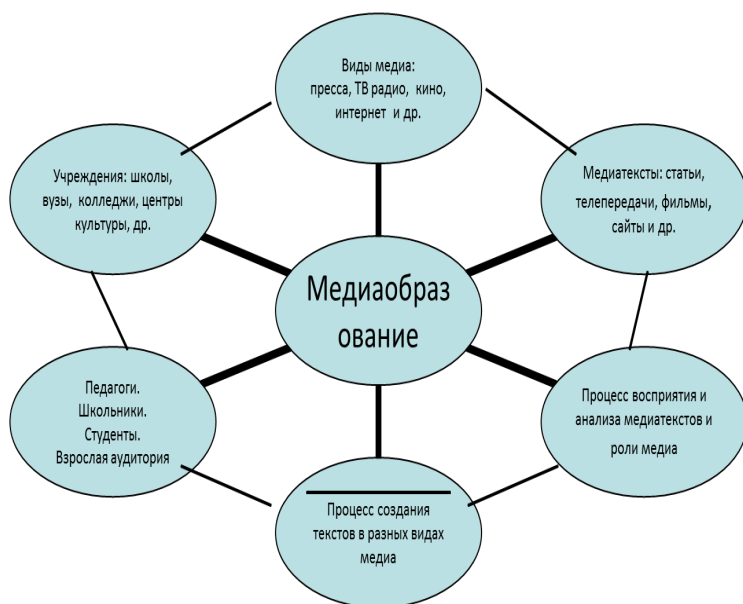 Виды медиа:
пресса, ТВ радио, кино,
интернет и др.
Учреждения: школы,
вузы, колледжи, центры
культуры, др.
Медиатексты: статьи,
телепередачи, фильмы,
сайты и др.
Медиаобраз
ование
Педагоги.
Школьники.
Студенты.
Взрослая аудитория
Процесс восприятия и
анализа медиатекстов и
роли медиа
Процесс создания
текстов в разных видах
медиа